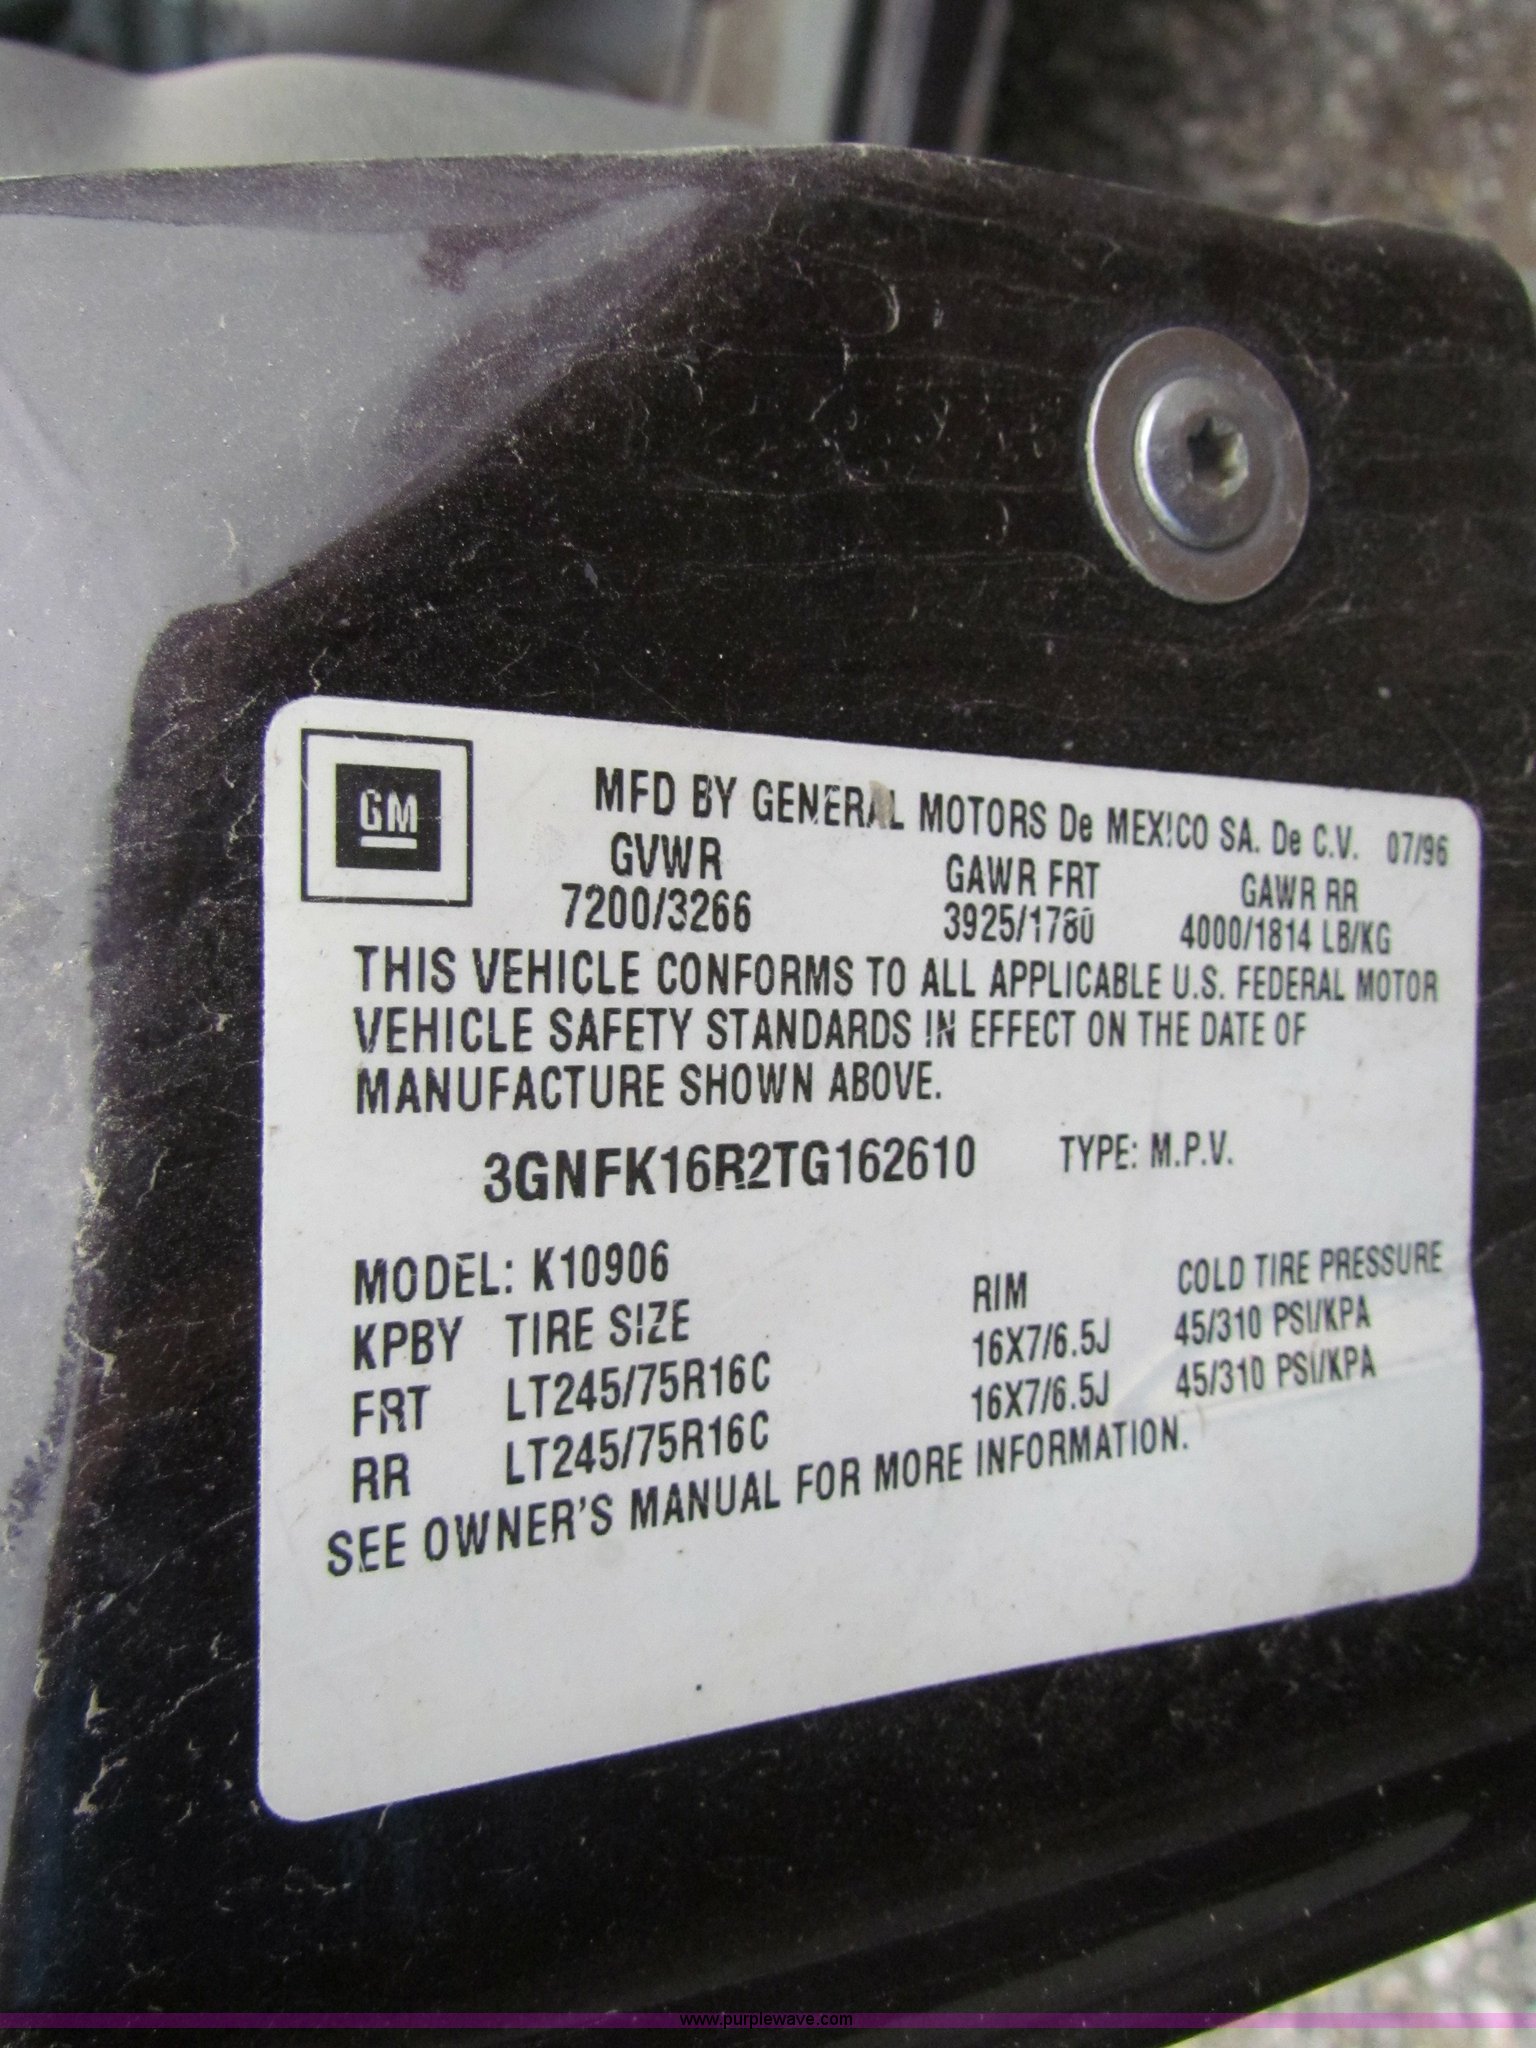 GM
MFD BY GENERAL MOTORS De MEXICO SA. De C.V. 07/96
GVWR GAWR FRT GAWR RR
7200/3266 3925/1780 4000/1814 LB/KG
THIS VEHICLE CONFORMS TO ALL APPLICABLE U.S. FEDERAL MOTOR
VEHICLE SAFETY STANDARDS IN EFFECT ON THE DATE OF
MANUFACTURE SHOWN ABOVE.
3GNFK16R2TG162610 TYPE: M.P.V.
MODEL: K10906
KPBY TIRE SIZE RIM COLD TIRE PRESSURE
FRT LT245/75R16C 16X7/6.5J 45/310 PSI/KPA
RR LT245/75R16C 16X7/6.5J 45/310 PSI/KPA
SEE OWNER'S MANUAL FOR MORE INFORMATION.
www.purplewave.com